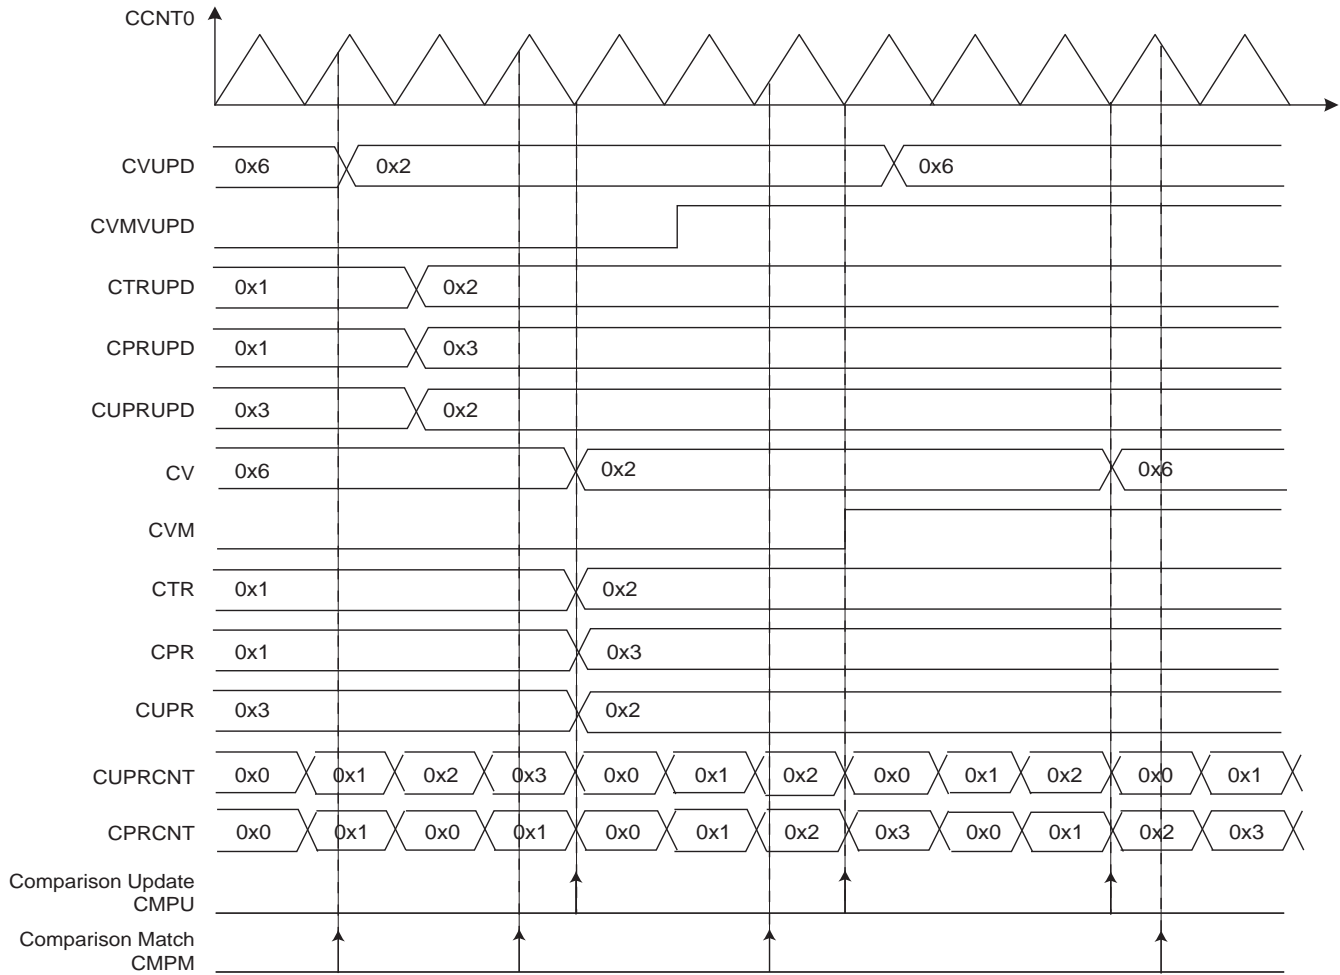 CCNT0
CVUPD 0x6 0x2 0x6
CVMVUPD
CTRUPD 0x1 0x2
CPRUPD 0x1 0x3
CUPRUPD 0x3 0x2
CV 0x6 0x2 0x6
CVM
CTR 0x1 0x2
CPR 0x1 0x3
CUPR 0x3 0x2
CUPRCNT 0x0 0x1 0x2 0x3 0x0 0x1 0x2 0x0 0x1 0x2 0x0 0x1
CPRCNT 0x0 0x1 0x0 0x1 0x0 0x1 0x2 0x3 0x0 0x1 0x2 0x3
Comparison Update
CMPU
Comparison Match
CMPM